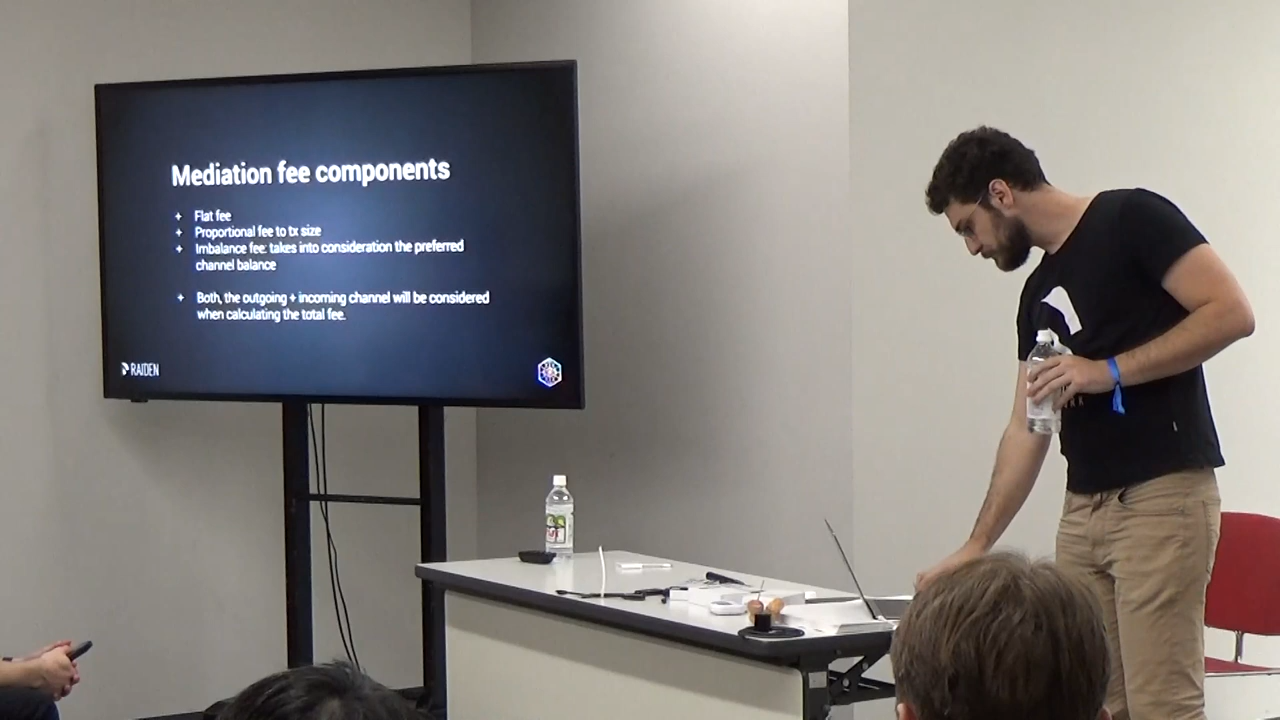 Mediation fee components
+ Flat fee
+ Proportional fee to tx size
+ Imbalance fee: takes into consideration the preferred
channel balance
+ Both, the outgoing + incoming channel will be considered
when calculating the total fee.
RAIDEN